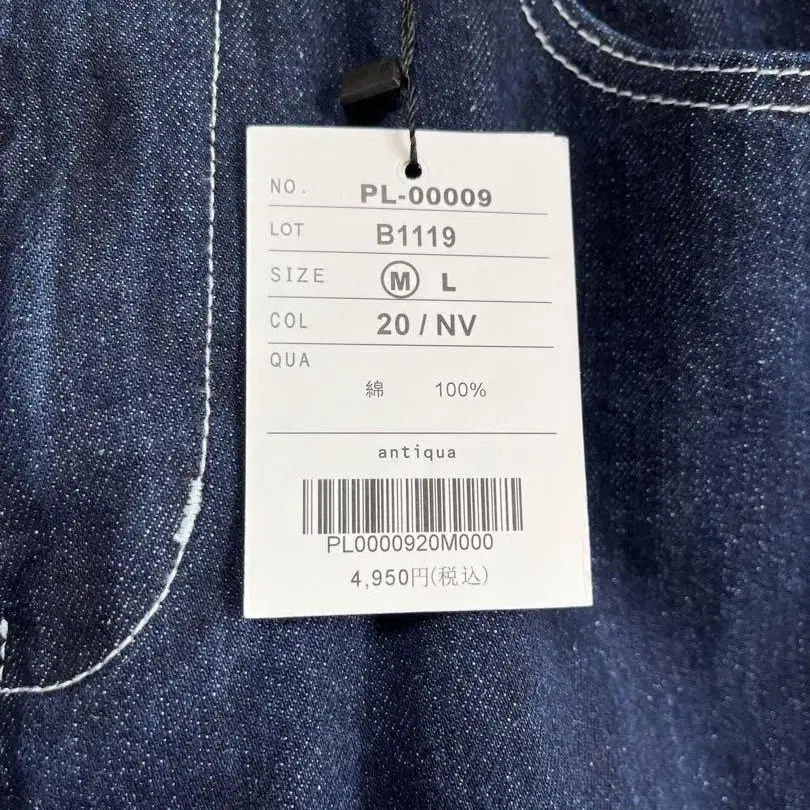 NO. PL-00009
LOT B1119
SIZE M L
COL 20 / NV
QUA
綿 100%
antiqua
PL0000920M000
4,950円(税込)